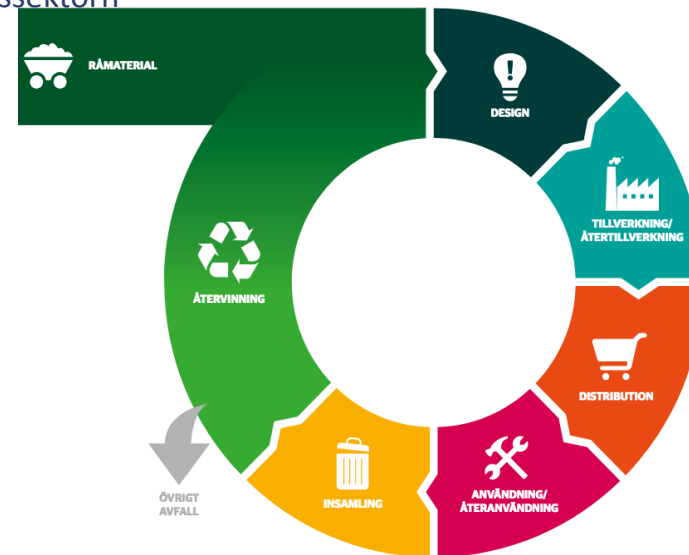 RÅMATERIAL
DESIGN
TILLVERKNING/
ÅTERTILLVERKNING
DISTRIBUTION
ANVÄNDNING/
ÅTERANVÄNDNING
INSAMLING
ÅTERVINNING
ÖVRIGT
AVFALL